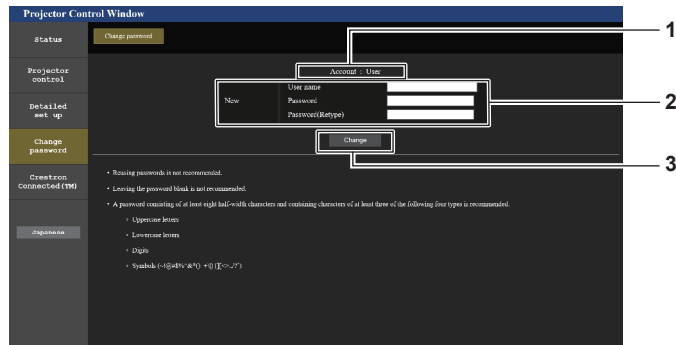 Projector Control Window
Status
Change password
1
Projector
control
Account : User
User name
New
Password
2
Password(Retype)
Detailed
set up
Change
Change
password
3
Reusing passwords is not recommended.
Crestron
Connected(TM)
Leaving the password blank is not recommended.
A password consisting of at least eight half-width characters and containing characters of at least three of the following four types is recommended.
Uppercase letters
Japanese
Lowercase letters
Digits
Symbols